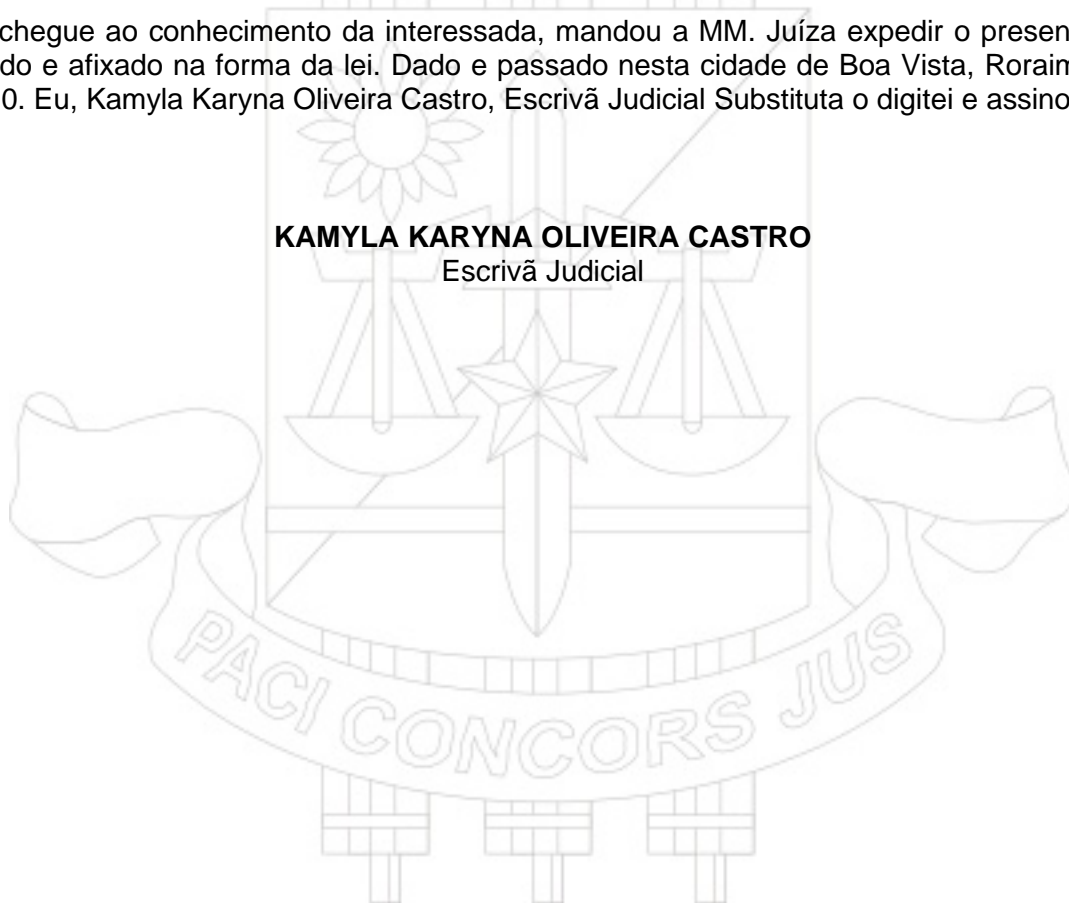 chegue ao conhecimento da interessada, mandou a MM. Juíza expedir o presen
do e afixado na forma da lei. Dado e passado nesta cidade de Boa Vista, Roraim
0. Eu, Kamyla Karyna Oliveira Castro, Escrivã Judicial Substituta o digitei e assino
KAMYLA KARYNA OLIVEIRA CASTRO
Escrivã Judicial
PACI CONCORS JUS